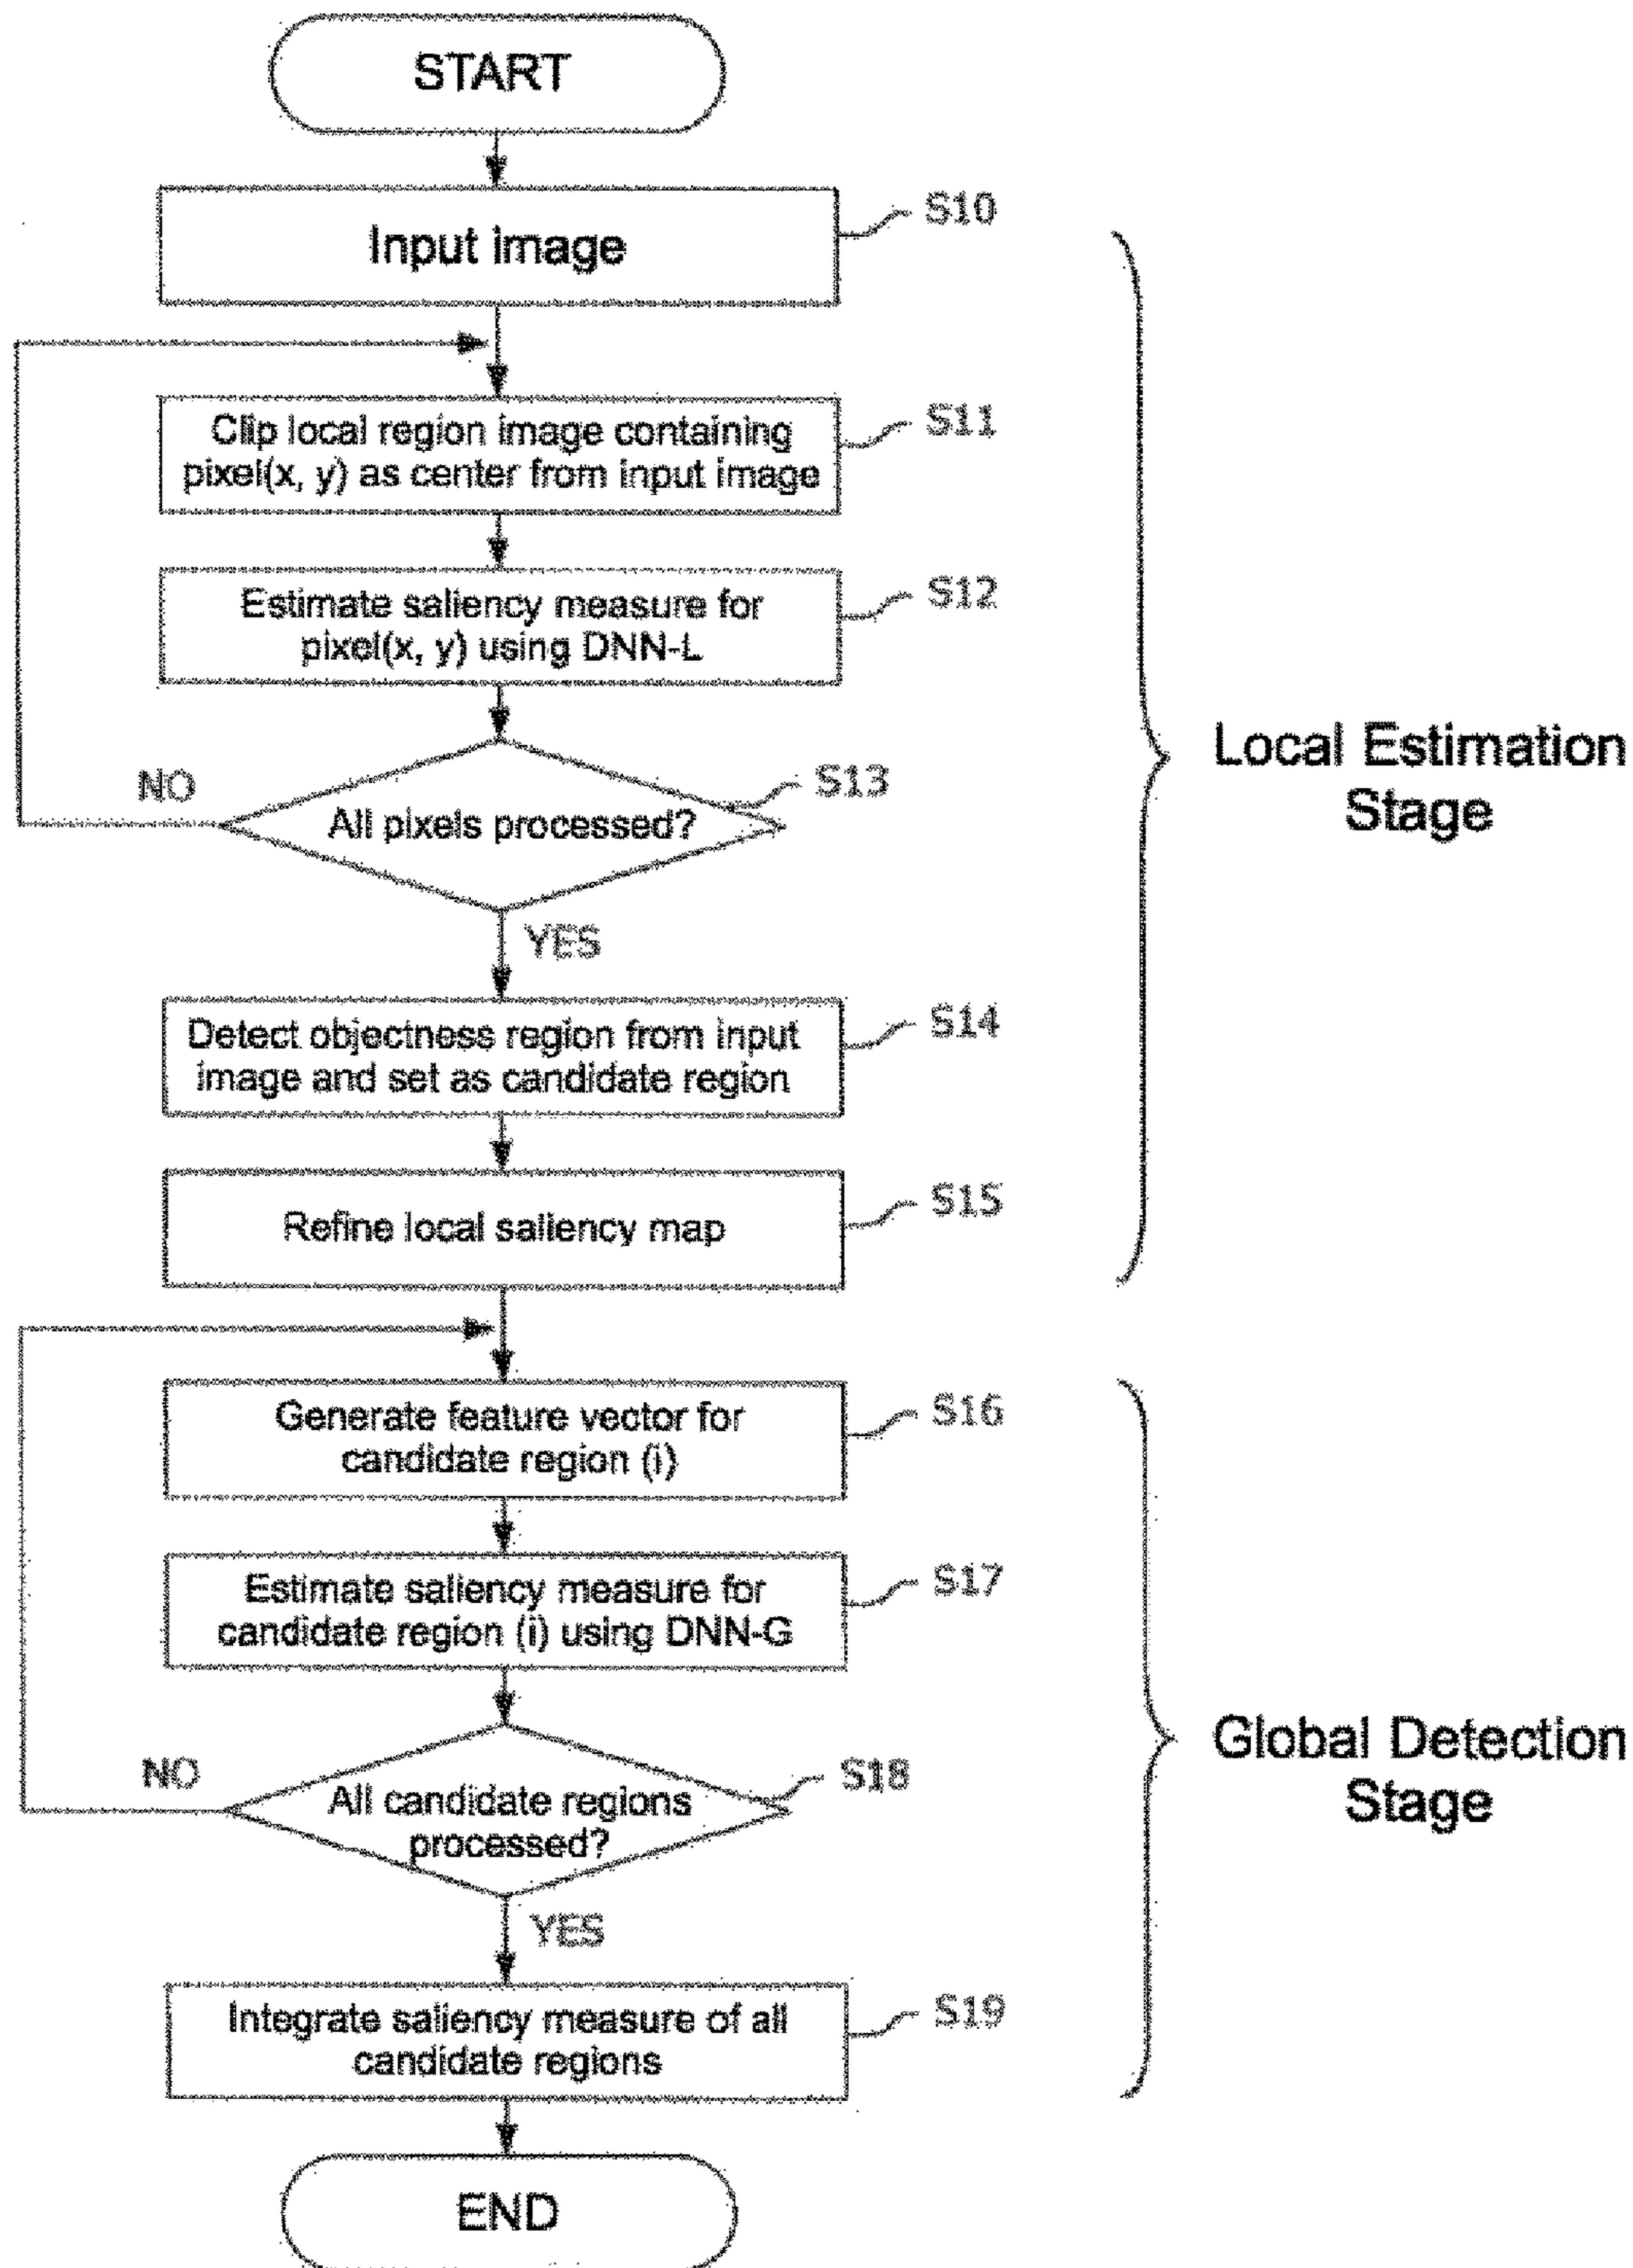 START
Input image
S10
Clip local region image containing
pixel(x, y) as center from input image
S11
Estimate saliency measure for
pixel(x, y) using DNN-L
S12
All pixels processed?
S13
NO
YES
Detect objectness region from input
image and set as candidate region
S14
Refine local saliency map
S15
Local Estimation
Stage
Generate feature vector for
candidate region (i)
S16
Estimate saliency measure for
candidate region (i) using DNN-G
S17
All candidate regions
processed?
S18
NO
YES
Integrate saliency measure of all
candidate regions
S19
Global Detection
Stage
END